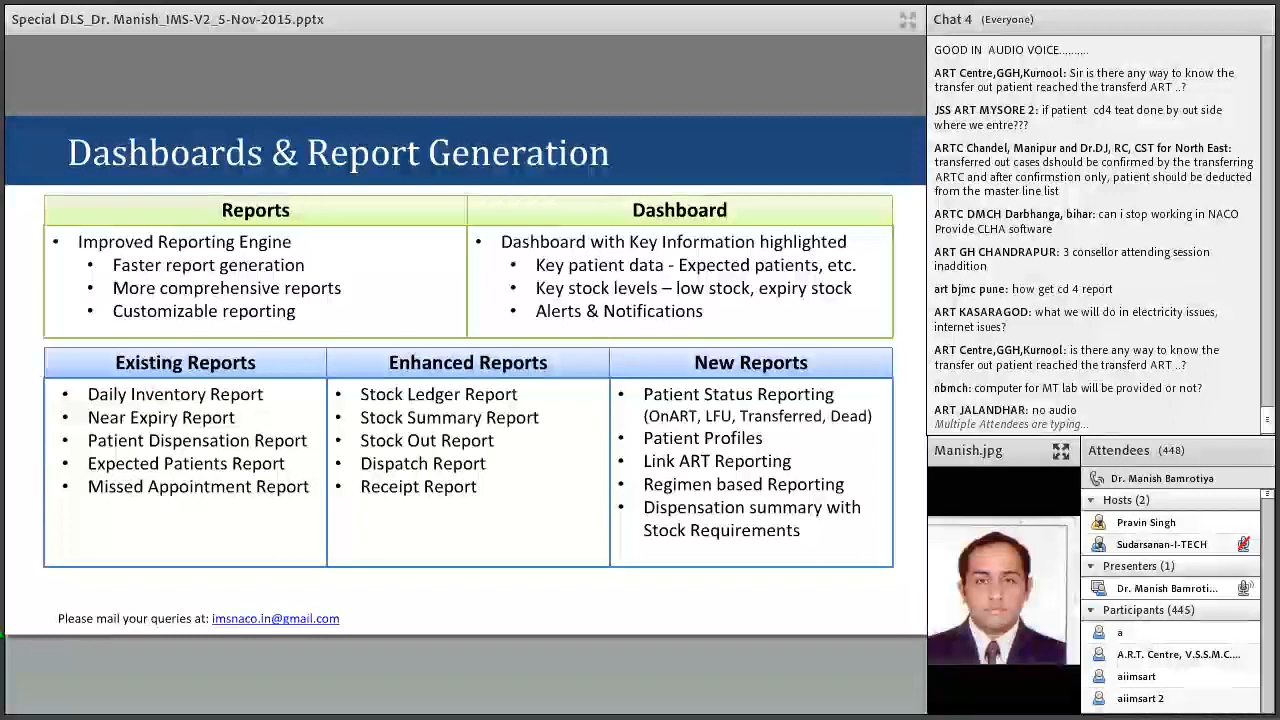 Special DLS_Dr. Manish_IMS-V2_5-Nov-2015.pptx
Dashboards & Report Generation
Reports
Dashboard
• Improved Reporting Engine
• Faster report generation
• More comprehensive reports
• Customizable reporting
• Dashboard with Key Information highlighted
• Key patient data - Expected patients, etc.
• Key stock levels – low stock, expiry stock
• Alerts & Notifications
Existing Reports
Enhanced Reports
New Reports
• Daily Inventory Report
• Near Expiry Report
• Patient Dispensation Report
• Expected Patients Report
• Missed Appointment Report
• Stock Ledger Report
• Stock Summary Report
• Stock Out Report
• Dispatch Report
• Receipt Report
• Patient Status Reporting
(OnART, LFU, Transferred, Dead)
• Patient Profiles
• Link ART Reporting
• Regimen based Reporting
• Dispensation summary with
Stock Requirements
Please mail your queries at: imsnaco.in@gmail.com
Chat 4 (Everyone)
GOOD IN AUDIO VOICE..........
ART Centre,GGH,Kurnool: Sir is there any way to know the
transfer out patient reached the transferd ART ..?
JSS ART MYSORE 2: if patient cd4 teat done by out side
where we entre???
ARTC Chandel, Manipur and Dr.DJ, RC, CST for North East:
transferred out cases dshould be confirmed by the transferring
ARTC and after confirmstion only, patient should be deducted
from the master line list
ARTC DMCH Darbhanga, bihar: can i stop working in NACO
Provide CLHA software
ART GH CHANDRAPUR: 3 consellor attending session
inaddition
art bjmc pune: how get cd 4 report
ART KASARAGOD: what we will do in electricity issues,
internet isues?
ART Centre,GGH,Kurnool: is there any way to know the
transfer out patient reached the transferd ART ..?
nbmch: computer for MT lab will be provided or not?
ART JALANDHAR: no audio
Multiple Attendees are typing...
Manish.jpg
Attendees (448)
Dr. Manish Bamrotiya
Hosts (2)
Pravin Singh
Sudarsanan-I-TECH
Presenters (1)
Dr. Manish Bamroti...
Participants (445)
a
A.R.T. Centre, V.S.S.M.C....
aiimsart
aiimsart 2